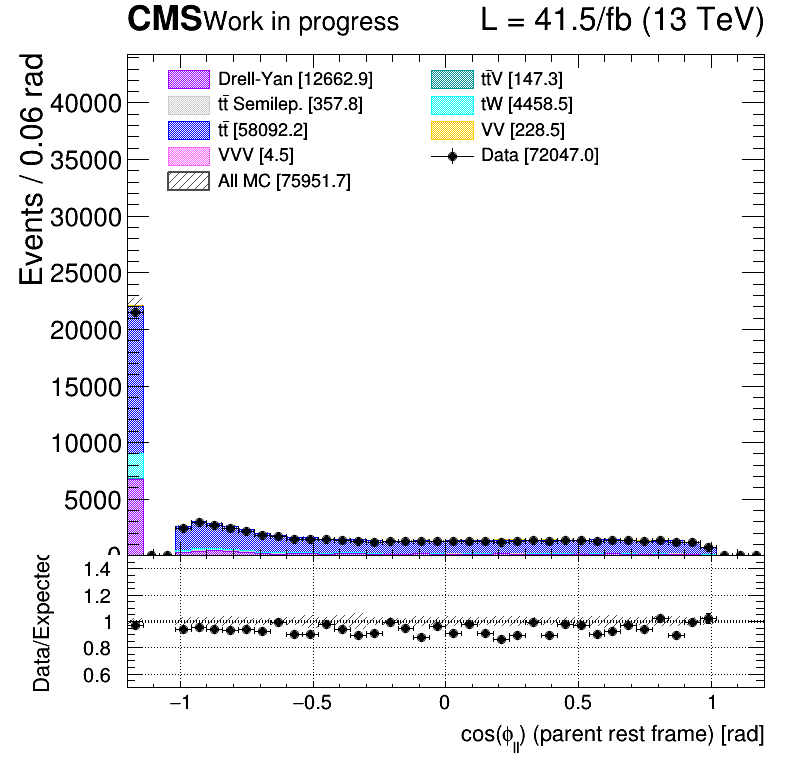 CMS Work in progress L = 41.5/fb (13 TeV)
Events / 0.06 rad
Drell-Yan [12662.9] tt̄V [147.3]
tt̄ Semilep. [357.8] tW [4458.5]
tt̄ [58092.2] VV [228.5]
VVV [4.5] Data [72047.0]
All MC [75951.7]
40000
35000
30000
25000
20000
15000
10000
5000
0
Data/Expected
1.4
1.2
1
0.8
0.6
−1 −0.5 0 0.5 1
cos(ϕ_ll) (parent rest frame) [rad]